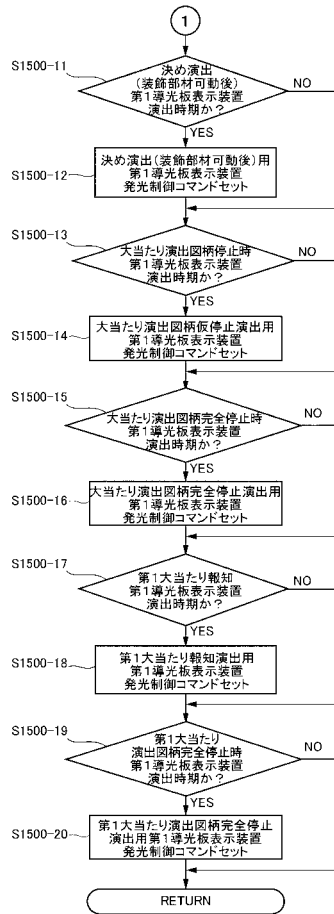 1
S1500-11
決め演出
(装飾部材可動後)
第1導光板表示装置
演出時期か?
NO
YES
S1500-12
決め演出(装飾部材可動後)用
第1導光板表示装置
発光制御コマンドセット
S1500-13
大当たり演出図柄停止時
第1導光板表示装置
演出時期か?
NO
YES
S1500-14
大当たり演出図柄仮停止演出用
第1導光板表示装置
発光制御コマンドセット
S1500-15
大当たり演出図柄完全停止時
第1導光板表示装置
演出時期か?
NO
YES
S1500-16
大当たり演出図柄完全停止演出用
第1導光板表示装置
発光制御コマンドセット
S1500-17
第1大当たり報知
第1導光板表示装置
演出時期か?
NO
YES
S1500-18
第1大当たり報知演出用
第1導光板表示装置
発光制御コマンドセット
S1500-19
第1大当たり
演出図柄完全停止時
第1導光板表示装置
演出時期か?
NO
YES
S1500-20
第1大当たり演出図柄完全停止
演出用第1導光板表示装置
発光制御コマンドセット
RETURN